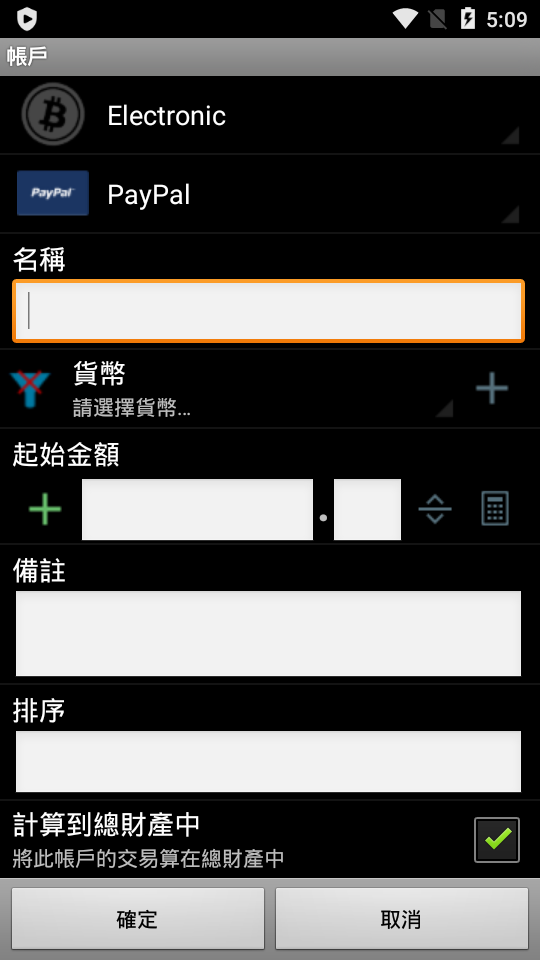 5:09
帳戶
Electronic
PayPal
PayPal
名稱
貨幣
請選擇貨幣...
起始金額
.
備註
排序
計算到總財產中
將此帳戶的交易算在總財產中
確定
取消